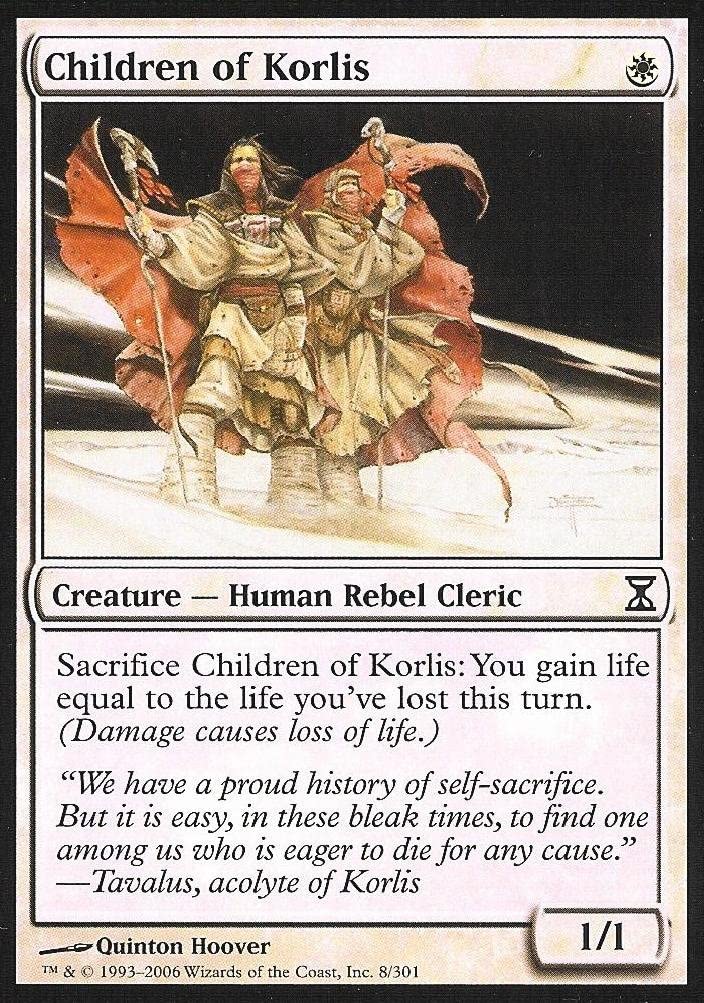 Children of Korlis
Creature — Human Rebel Cleric
Sacrifice Children of Korlis: You gain life
equal to the life you've lost this turn.
(Damage causes loss of life.)
"We have a proud history of self-sacrifice.
But it is easy, in these bleak times, to find one
among us who is eager to die for any cause."
—Tavalus, acolyte of Korlis
1/1
Quinton Hoover
™ & © 1993–2006 Wizards of the Coast, Inc. 8/301